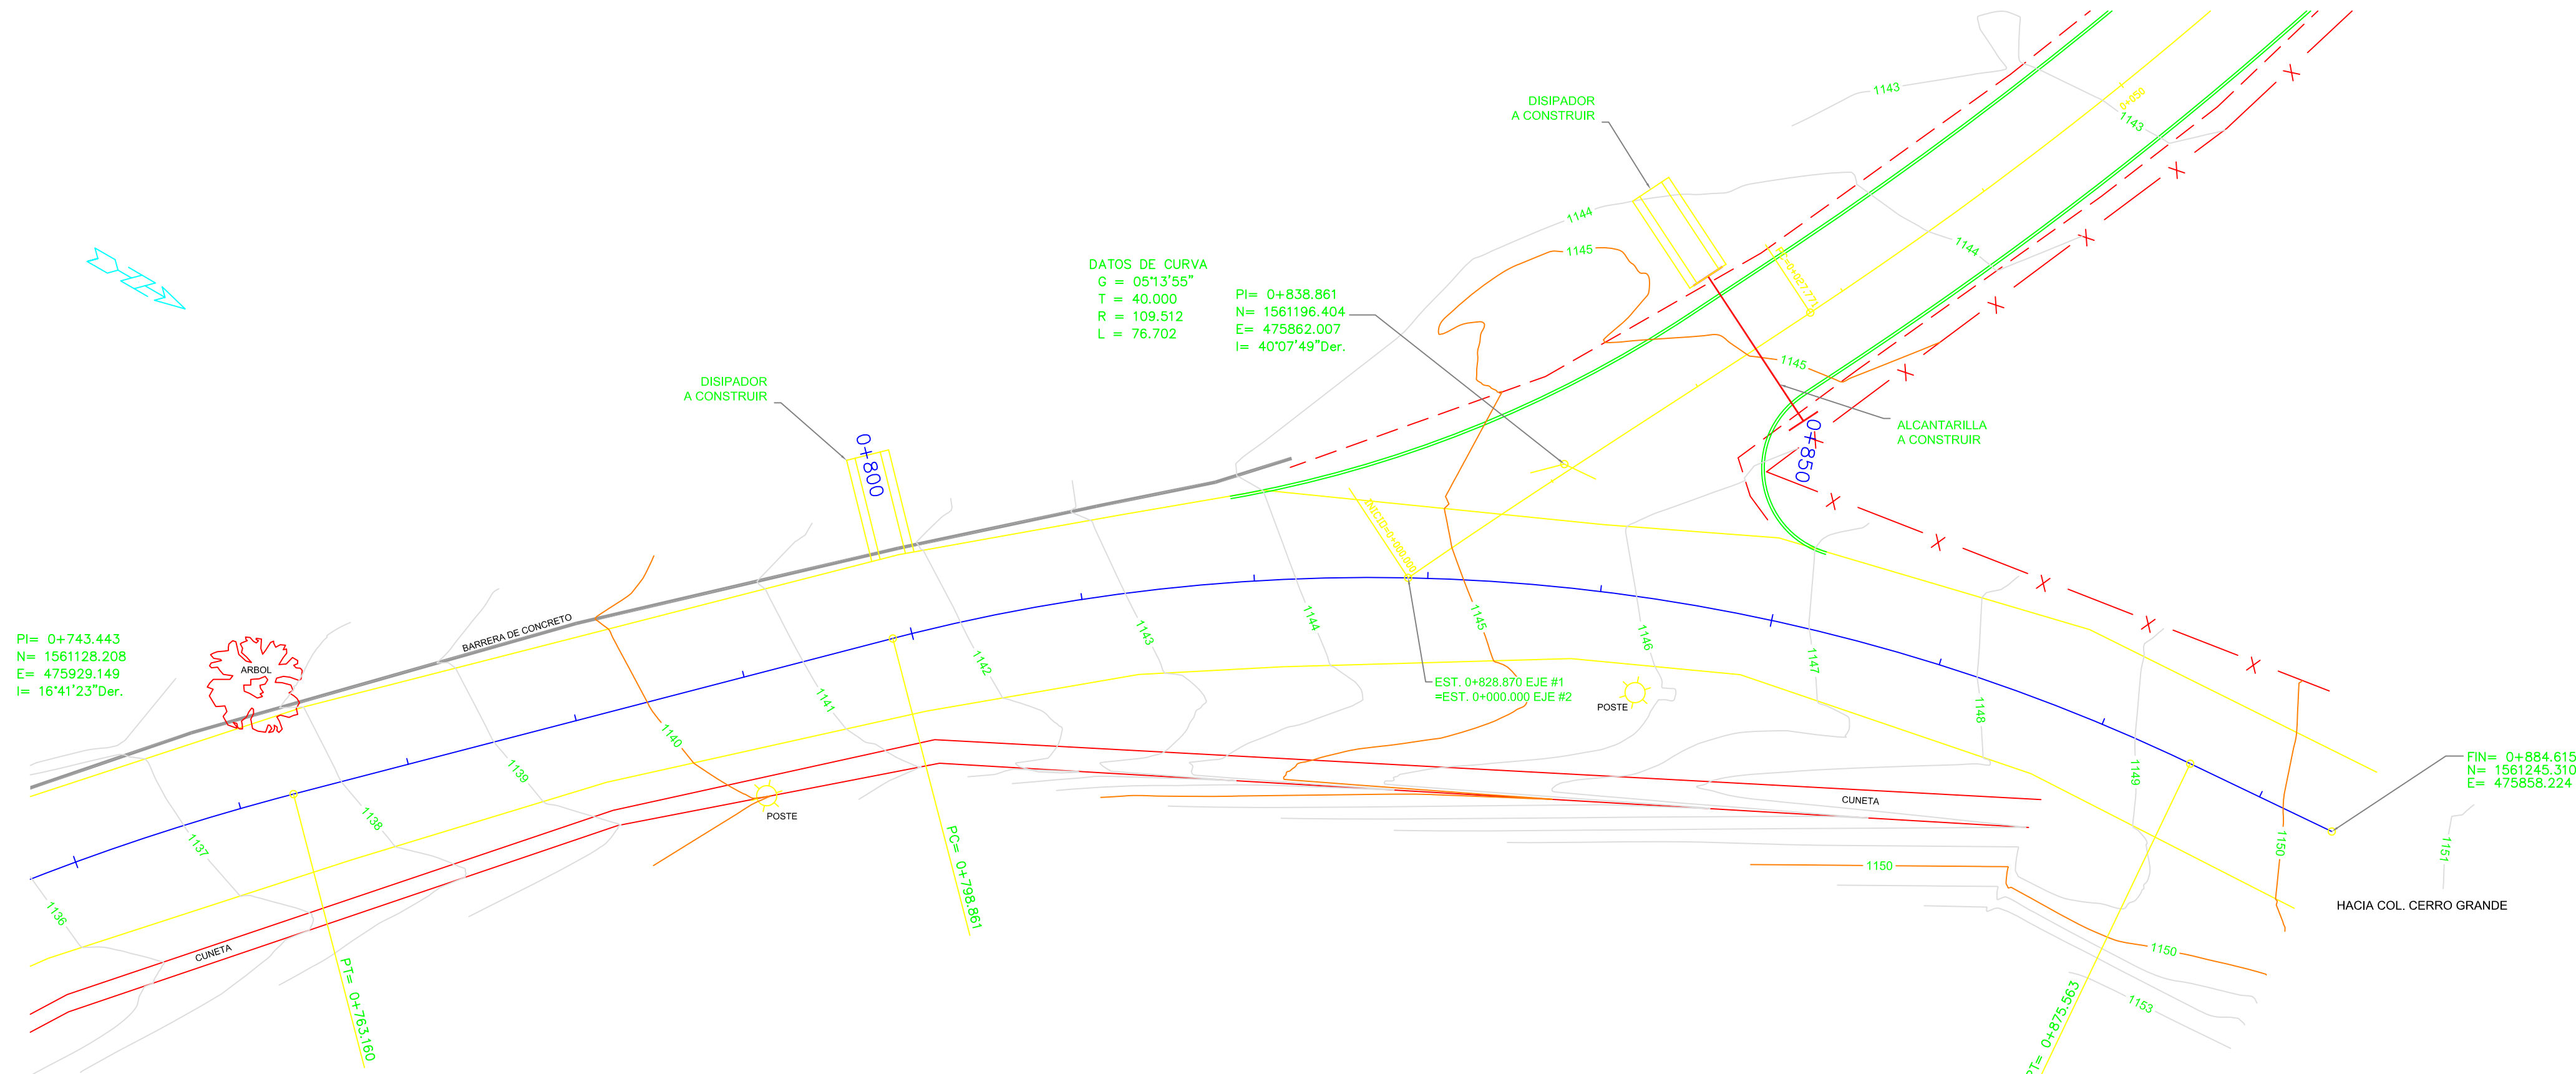 1143
DISIPADOR
A CONSTRUIR
0+850
1143
1144
1145
1144
DATOS DE CURVA
G = 05°13'55"
T = 40.000
R = 109.512
L = 76.702
PI= 0+838.861
N= 1561196.404
E= 475862.007
I= 40°07'49"Der.
1145
DISIPADOR
A CONSTRUIR
0+800
ALCANTARILLA
A CONSTRUIR
0+850
INICIO=0+000.000
BARRERA DE CONCRETO
PI= 0+743.443
N= 1561128.208
E= 475929.149
I= 16°41'23"Der.
ARBOL
1136
1137
1138
1139
1140
1141
1142
1143
1144
1145
1146
1147
1148
1149
1150
1151
EST. 0+828.870 EJE #1
=EST. 0+000.000 EJE #2
POSTE
POSTE
CUNETA
CUNETA
FIN= 0+884.615
N= 1561245.310
E= 475858.224
HACIA COL. CERRO GRANDE
1150
1150
1153
PT= 0+763.160
PC= 0+798.861
PT= 0+875.563